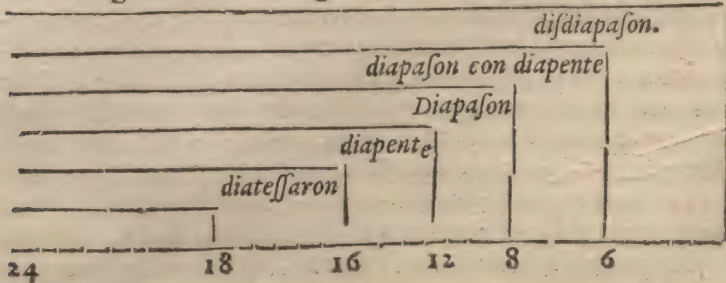 diſdiapaſon.
diapaſon con diapente
Diapaſon
diapente
diateſſaron
24 18 16 12 8 6